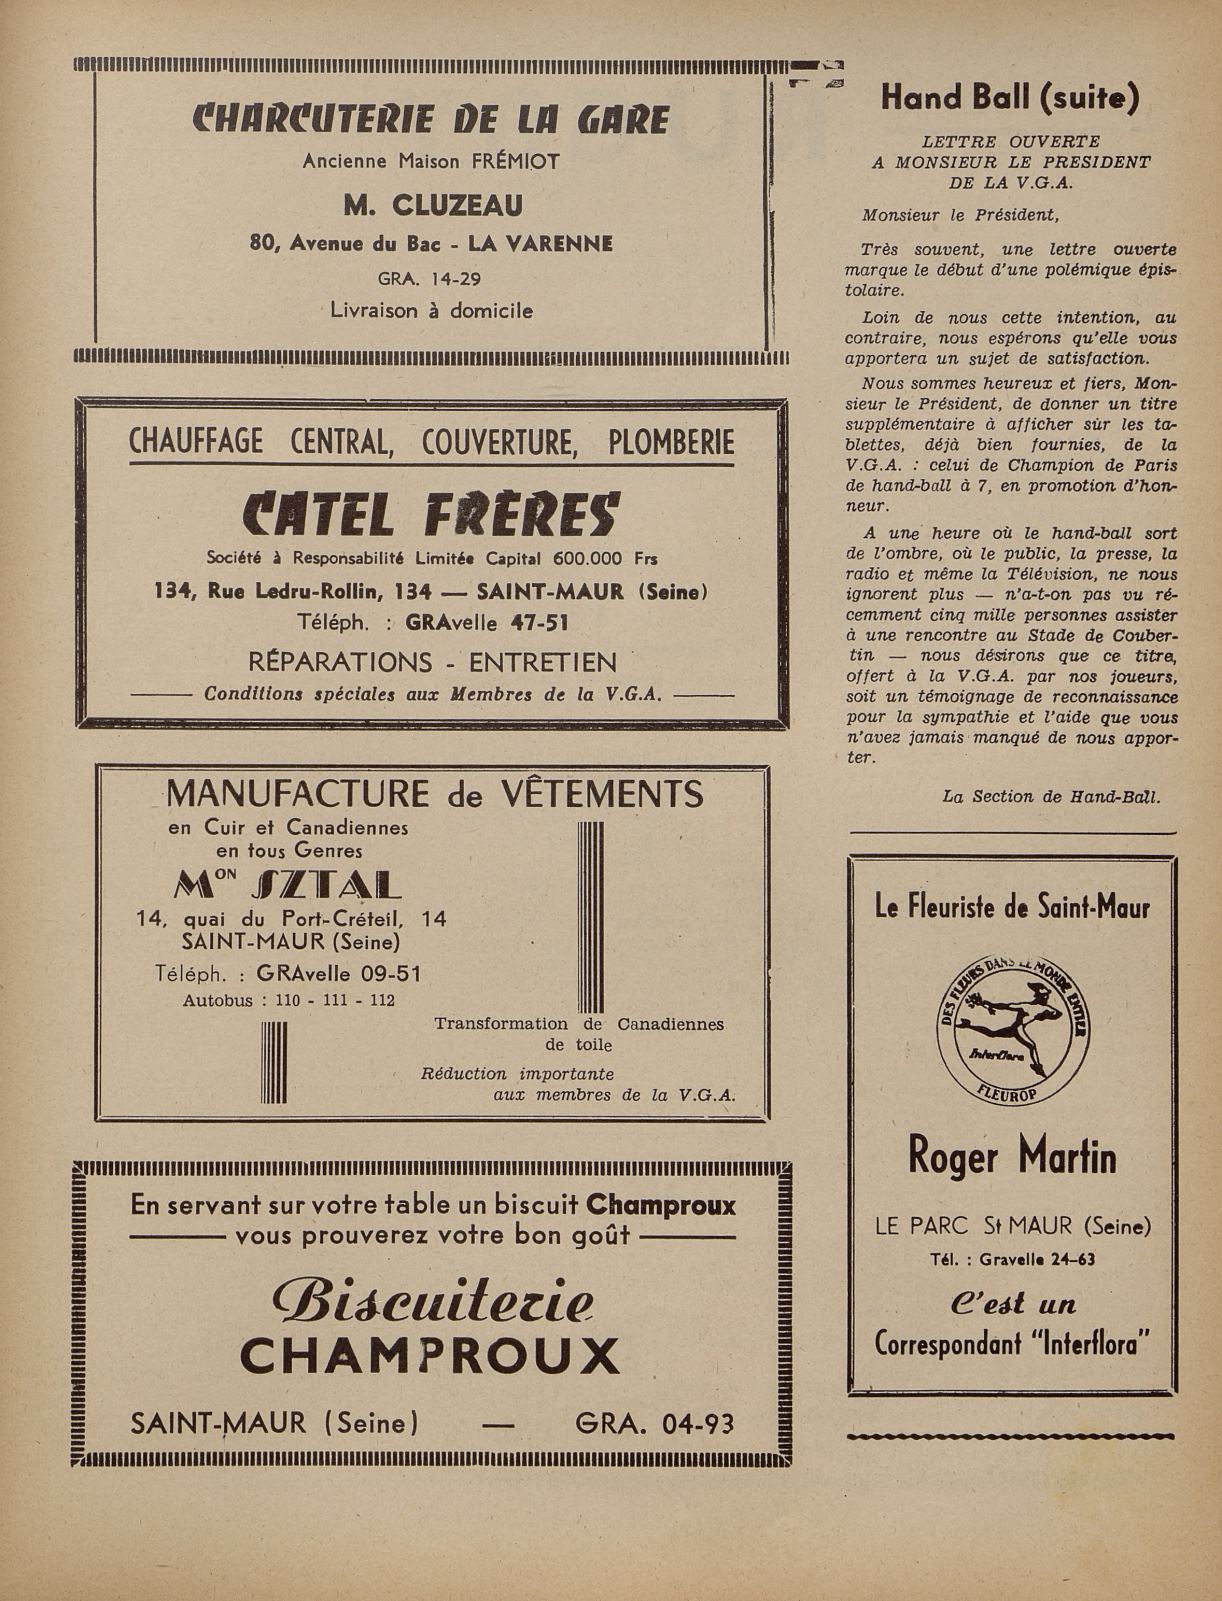 CHARCUTERIE DE LA GARE
Ancienne Maison FRÉMIOT
M. CLUZEAU
80, Avenue du Bac - LA VARENNE
GRA. 14-29
Livraison à domicile
CHAUFFAGE CENTRAL, COUVERTURE, PLOMBERIE
CATEL FRÈRES
Société à Responsabilité Limitée Capital 600.000 Frs
134, Rue Ledru-Rollin, 134 — SAINT-MAUR (Seine)
Téléph. : GRAvelle 47-51
RÉPARATIONS - ENTRETIEN
Conditions spéciales aux Membres de la V.G.A.
MANUFACTURE de VÊTEMENTS
en Cuir et Canadiennes
en tous Genres
MON SZTAL
14, quai du Port-Créteil, 14
SAINT-MAUR (Seine)
Téléph. : GRAvelle 09-51
Autobus : 110 - 111 - 112
Transformation de Canadiennes
de toile
Réduction importante
aux membres de la V.G.A.
En servant sur votre table un biscuit Champroux
vous prouverez votre bon goût
Biscuiterie
CHAMPROUX
SAINT-MAUR (Seine) — GRA. 04-93
Hand Ball (suite)
LETTRE OUVERTE
A MONSIEUR LE PRESIDENT
DE LA V.G.A.
Monsieur le Président,
Très souvent, une lettre ouverte
marque le début d'une polémique épis-
tolaire.
Loin de nous cette intention, au
contraire, nous espérons qu'elle vous
apportera un sujet de satisfaction.
Nous sommes heureux et fiers, Mon-
sieur le Président, de donner un titre
supplémentaire à afficher sûr les ta-
blettes, déjà bien fournies, de la
V.G.A. : celui de Champion de Paris
de hand-ball à 7, en promotion d'hon-
neur.
A une heure où le hand-ball sort
de l'ombre, où le public, la presse, la
radio et même la Télévision, ne nous
ignorent plus — n'a-t-on pas vu ré-
cemment cinq mille personnes assister
à une rencontre au Stade de Couber-
tin — nous désirons que ce titre,
offert à la V.G.A. par nos joueurs,
soit un témoignage de reconnaissance
pour la sympathie et l'aide que vous
n'avez jamais manqué de nous appor-
ter.
La Section de Hand-Ball.
Le Fleuriste de Saint-Maur
DES FLEURS DANS LE MONDE ENTIER
Interflora
FLEUROP
Roger Martin
LE PARC St MAUR (Seine)
Tél. : Gravelle 24-63
C'est un
Correspondant "Interflora"